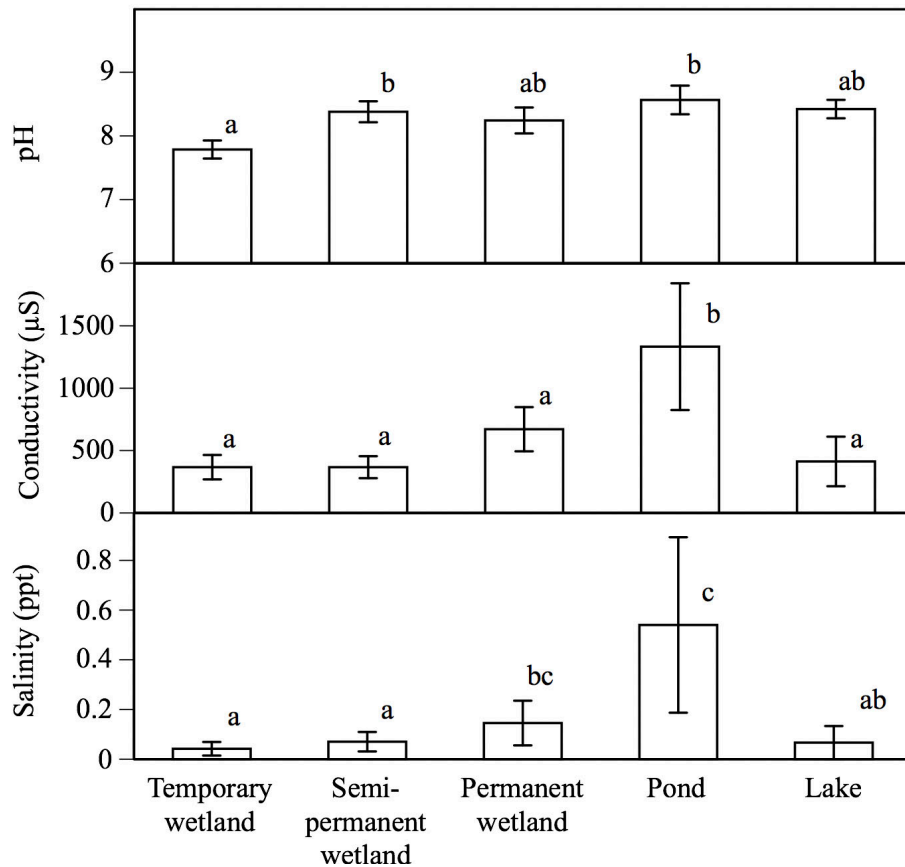 pH
9
8
7
6
a
b
ab
b
ab
Conductivity (µS)
1500
1000
500
0
a
a
a
b
a
Salinity (ppt)
0.8
0.6
0.4
0.2
0
a
a
bc
c
ab
Temporary
wetland
Semi-
permanent
wetland
Permanent
wetland
Pond
Lake